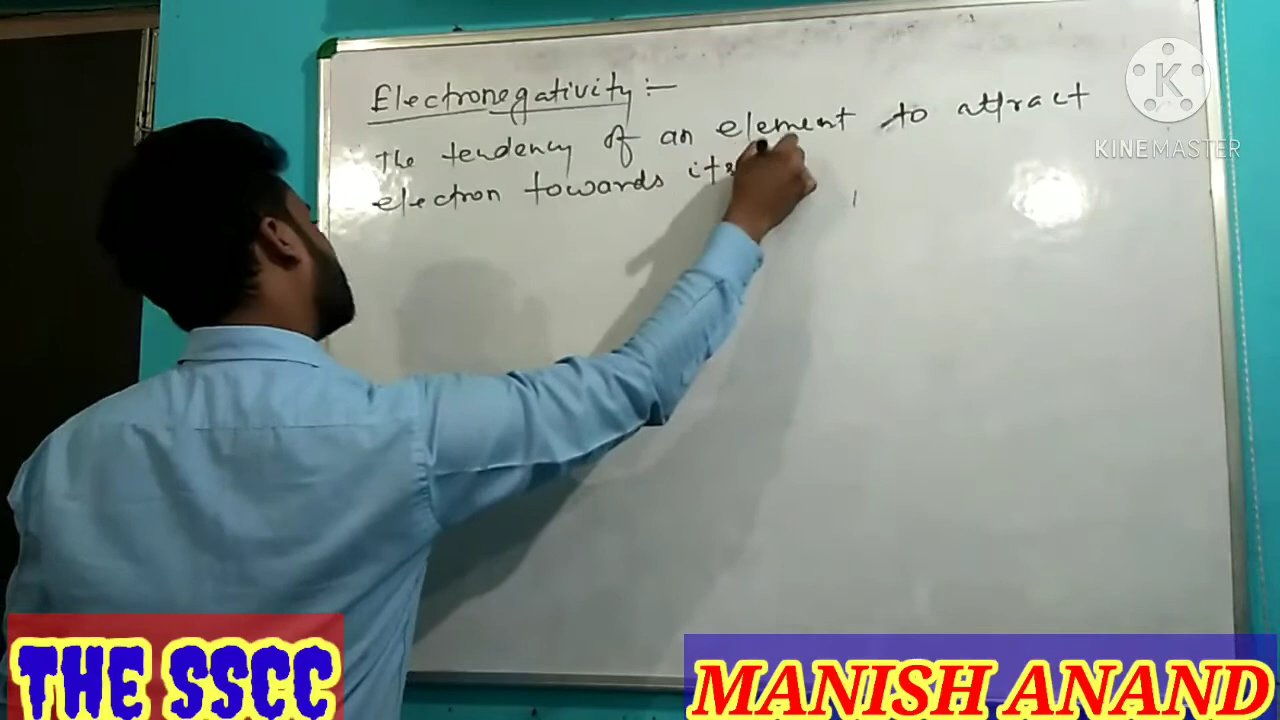 Electronegativity :-
The tendency of an element to attract
electron towards its
KINEMASTER
THE SSCC
MANISH ANAND